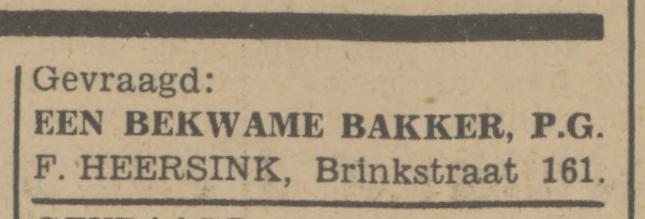 Gevraagd:
EEN BEKWAME BAKKER, P.G.
F. HEERSINK, Brinkstraat 161.